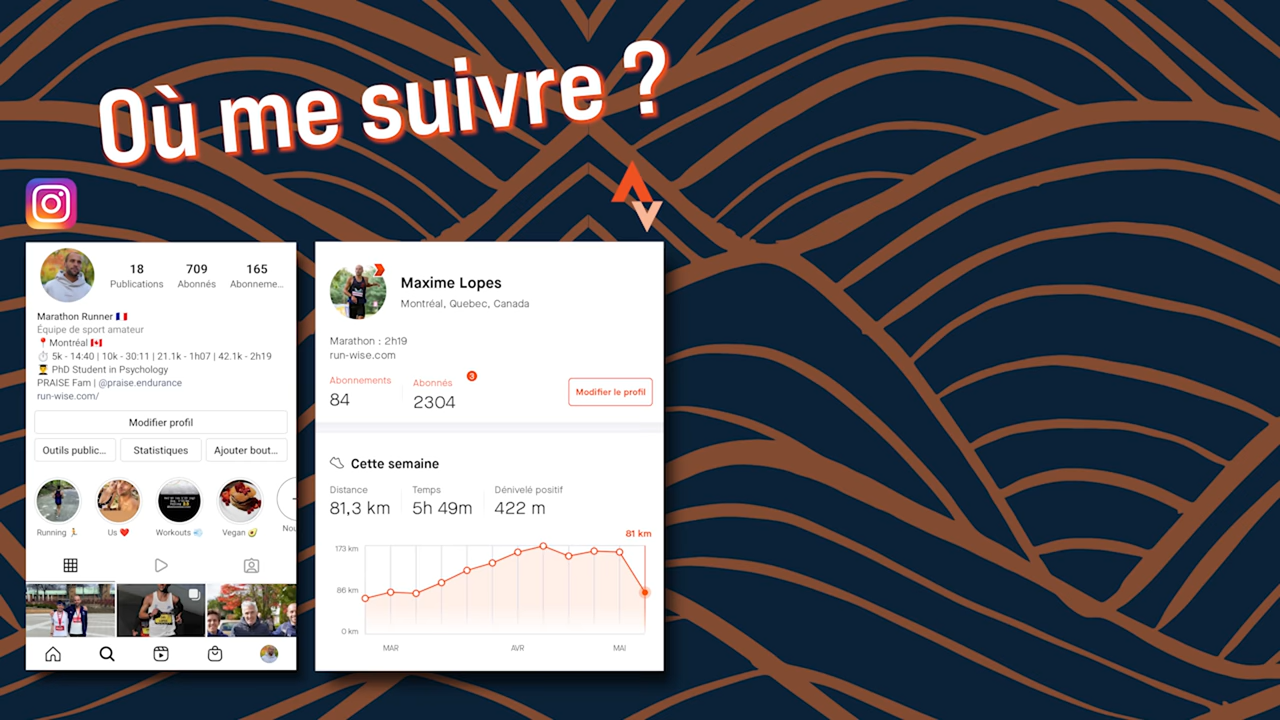 Où me suivre ?
18 709 165
Publications Abonnés Abonneme...
Marathon Runner 🇫🇷
Équipe de sport amateur
📍Montréal 🇨🇦
⏱️ 5k - 14:40 | 10k - 30:11 | 21.1k - 1h07 | 42.1k - 2h19
👨‍🎓 PhD Student in Psychology
PRAISE Fam | @praise.endurance
run-wise.com/
Modifier profil
Outils public... Statistiques Ajouter bout...
Running 🏃 Us ❤️ Workouts 💨 Vegan 🥑 Nou
Maxime Lopes
Montréal, Quebec, Canada
Marathon : 2h19
run-wise.com
Abonnements Abonnés 3
84 2304
Modifier le profil
Cette semaine
Distance Temps Dénivelé positif
81,3 km 5h 49m 422 m
81 km
173 km
86 km
0 km
MAR AVR MAI